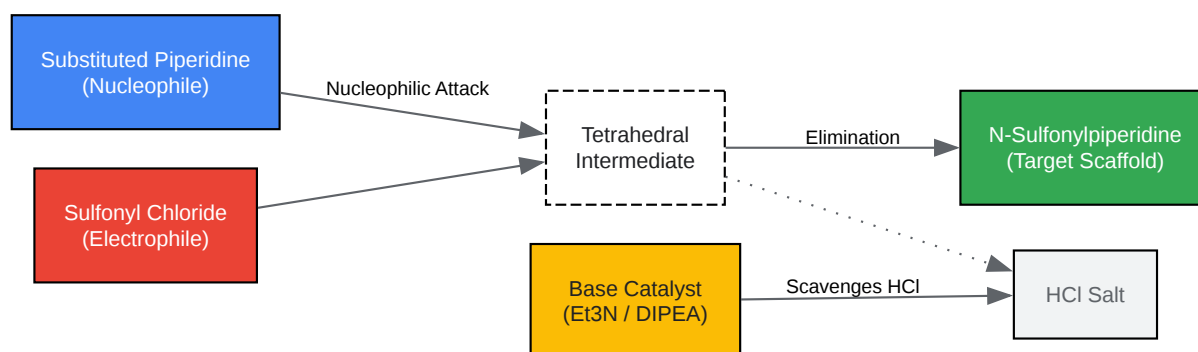 Substituted Piperidine
(Nucleophile)
Nucleophilic Attack
Sulfonyl Chloride
(Electrophile)
Tetrahedral
Intermediate
Elimination
N-Sulfonylpiperidine
(Target Scaffold)
Base Catalyst
(Et3N / DIPEA)
Scavenges HCl
HCl Salt